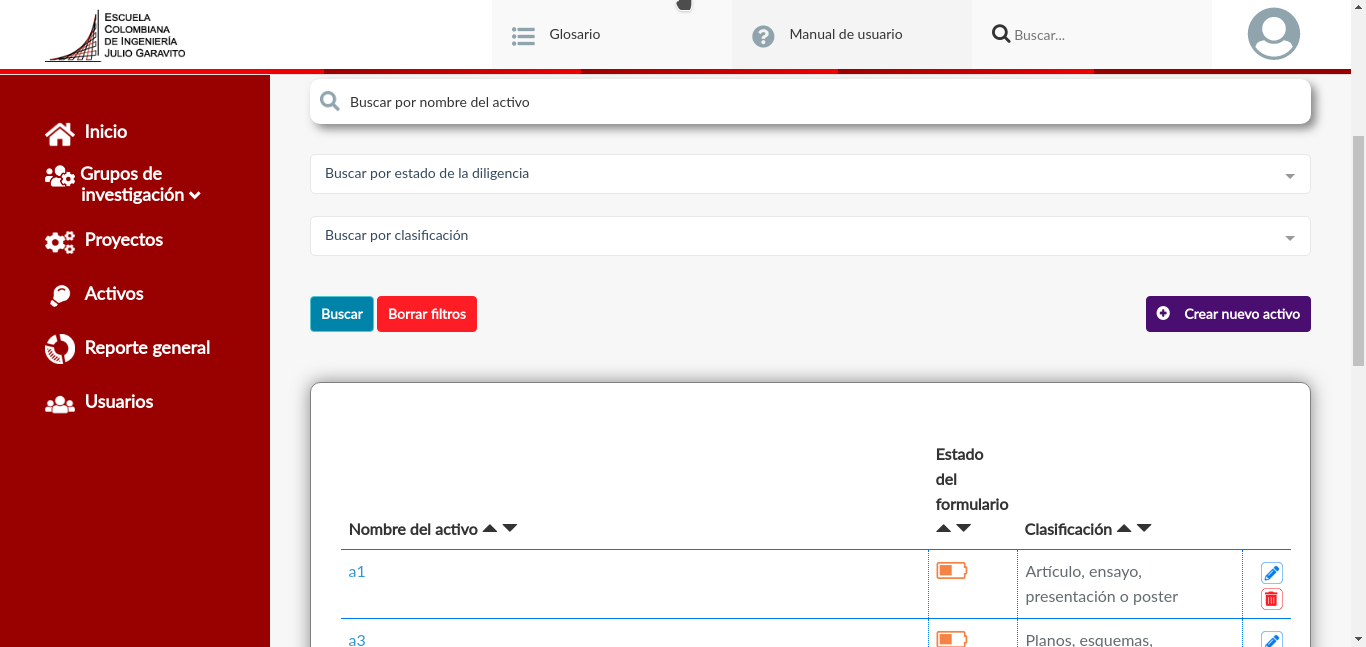 ESCUELA
COLOMBIANA
DE INGENIERÍA
JULIO GARAVITO
Glosario
Manual de usuario
Buscar...
Inicio
Grupos de
investigación
Proyectos
Activos
Reporte general
Usuarios
Buscar por nombre del activo
Buscar por estado de la diligencia
Buscar por clasificación
Buscar
Borrar filtros
Crear nuevo activo
Nombre del activo
Estado
del
formulario
Clasificación
a1
Artículo, ensayo,
presentación o poster
a3
Planos, esquemas,